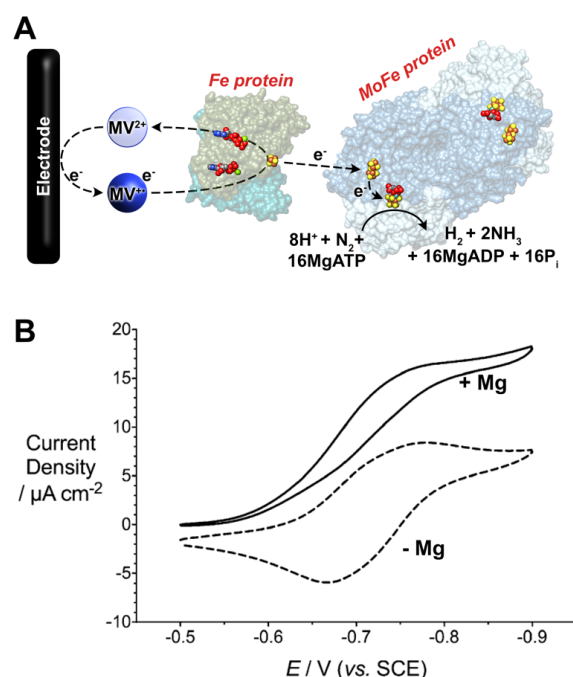 A
Electrode
MV²⁺
e⁻
e⁻
MV⁺•
Fe protein
e⁻
MoFe protein
e⁻
8H⁺ + N₂ +
16MgATP
H₂ + 2NH₃
+ 16MgADP + 16Pᵢ
B
Current
Density
/ µA cm⁻²
20
15
10
5
0
-5
-10
+ Mg
- Mg
-0.5
-0.6
-0.7
-0.8
-0.9
E / V (vs. SCE)